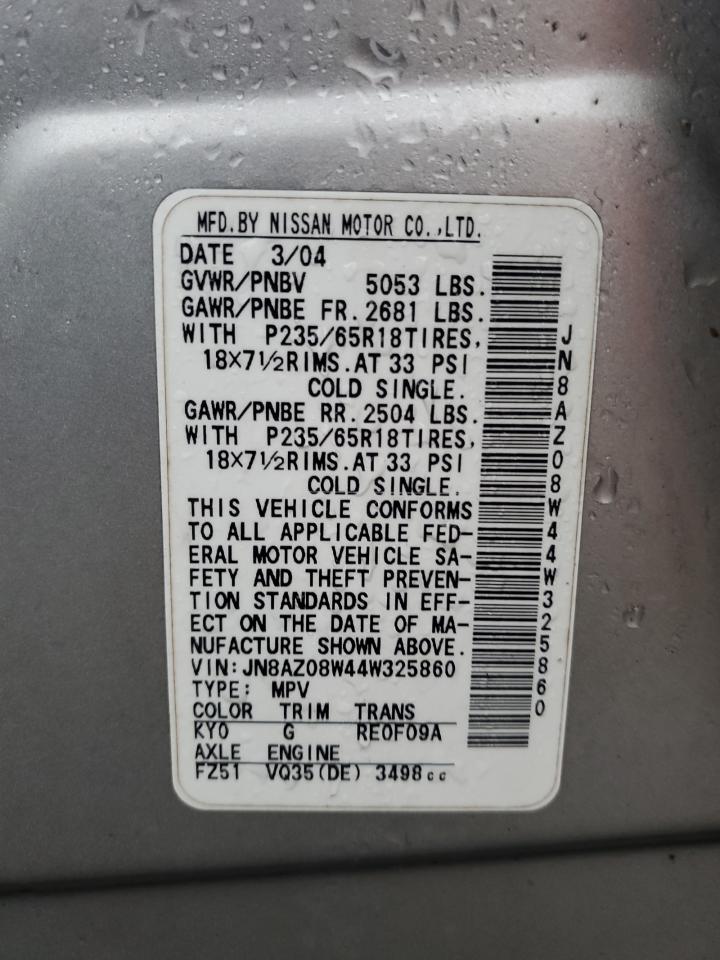 MFD.BY NISSAN MOTOR CO.,LTD.
DATE 3/04
GVWR/PNBV 5053 LBS.
GAWR/PNBE FR.2681 LBS.
WITH P235/65R18TIRES,
18X7½RIMS.AT 33 PSI
COLD SINGLE.
GAWR/PNBE RR.2504 LBS.
WITH P235/65R18TIRES,
18X7½RIMS.AT 33 PSI
COLD SINGLE.
THIS VEHICLE CONFORMS
TO ALL APPLICABLE FED-
ERAL MOTOR VEHICLE SA-
FETY AND THEFT PREVEN-
TION STANDARDS IN EFF-
ECT ON THE DATE OF MA-
NUFACTURE SHOWN ABOVE.
VIN:JN8AZ08W44W325860
TYPE: MPV
COLOR TRIM TRANS
KY0 G RE0F09A
AXLE ENGINE
FZ51 VQ35(DE) 3498cc
JN8AZ08W44W325860